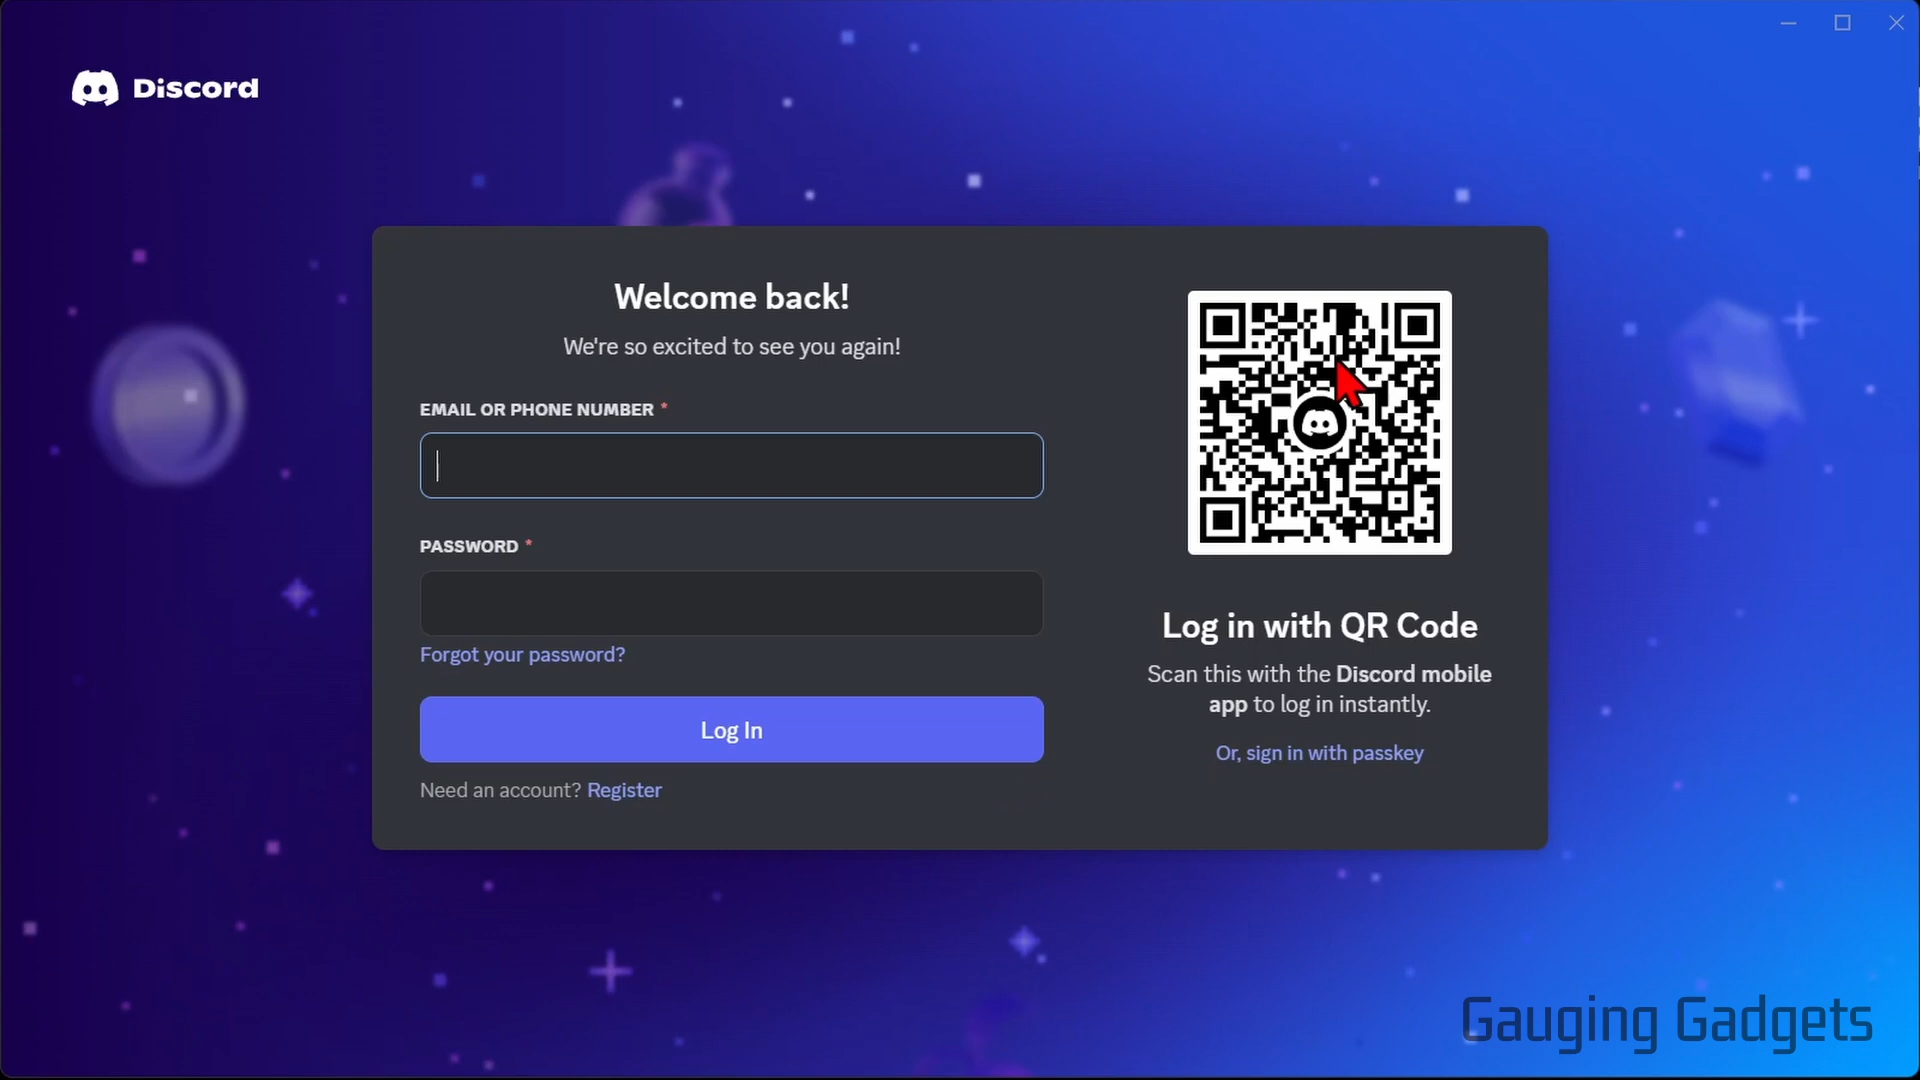 Discord
Welcome back!
We're so excited to see you again!
EMAIL OR PHONE NUMBER *
PASSWORD *
Forgot your password?
Log In
Need an account? Register
Log in with QR Code
Scan this with the Discord mobile
app to log in instantly.
Or, sign in with passkey
Gauging Gadgets